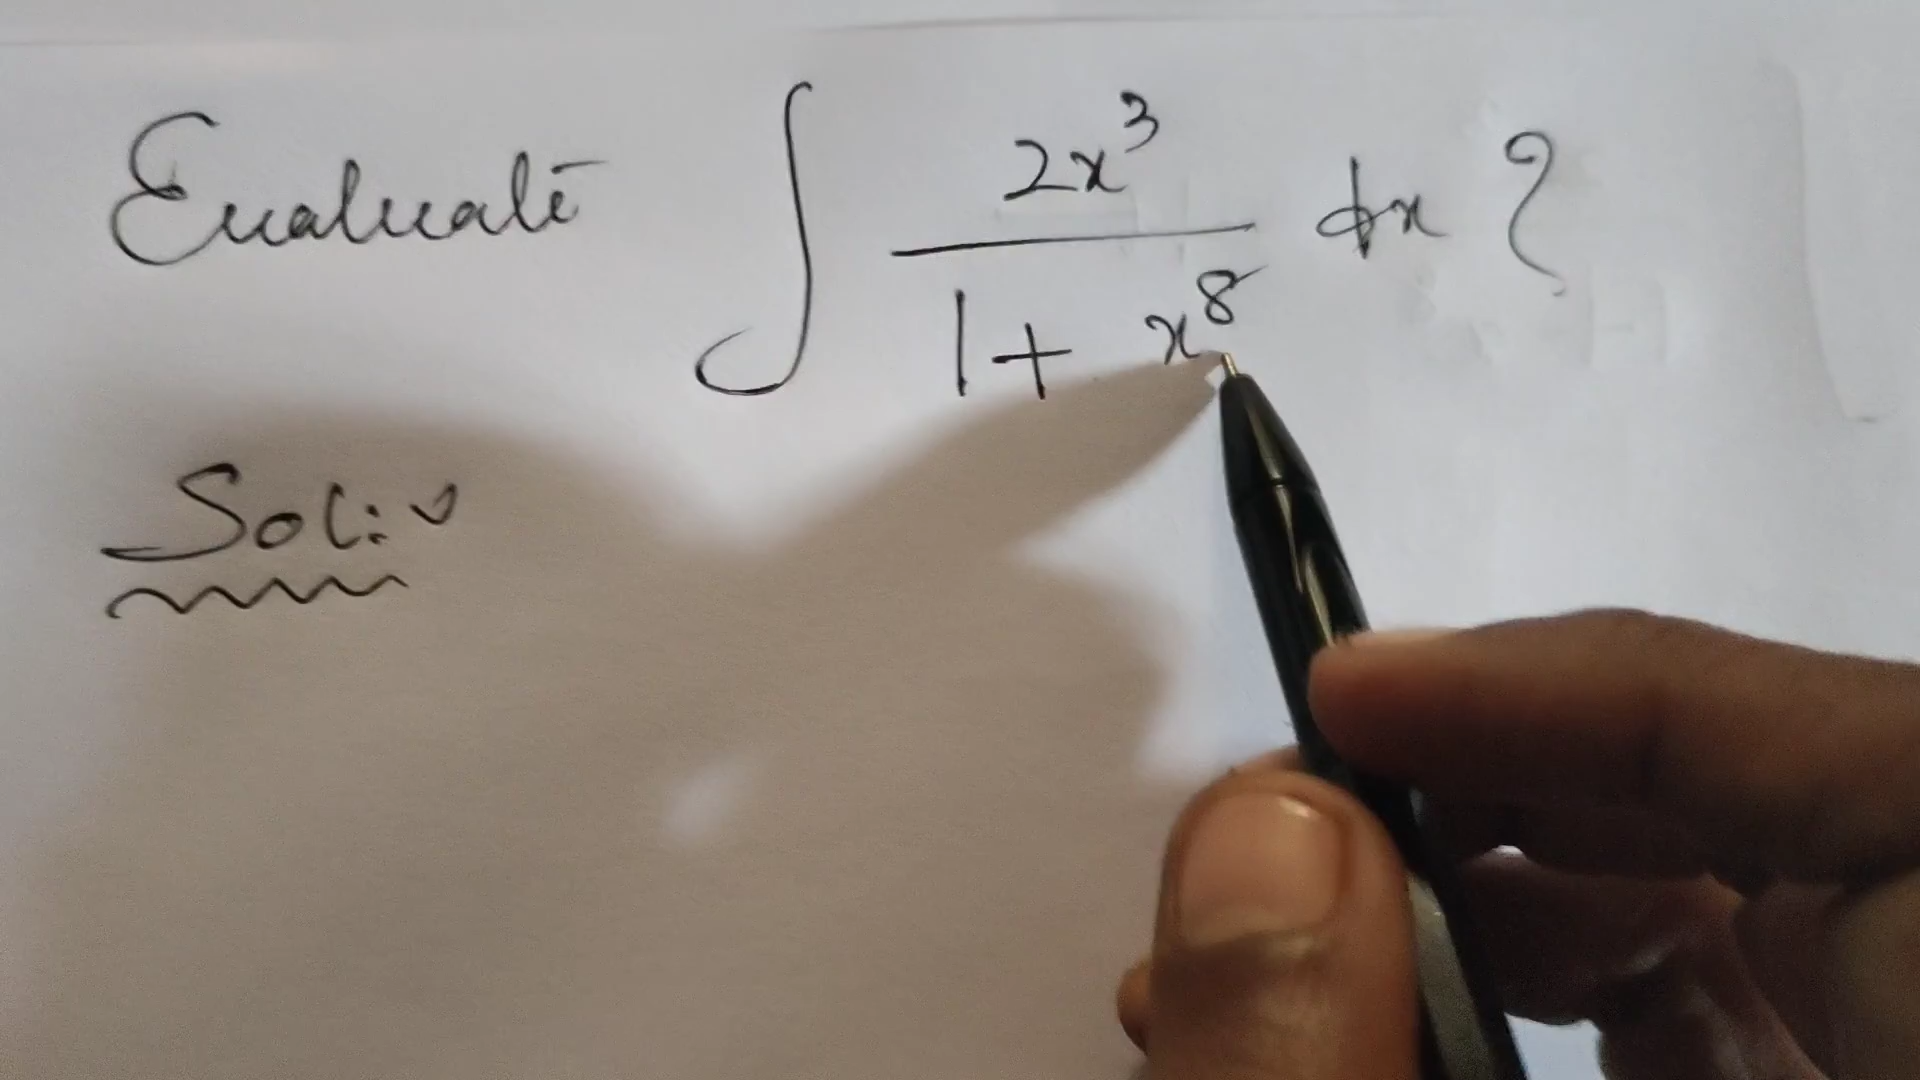 Evaluate ∫ 2x³ / 1 + x⁸ dx ?
Sol: